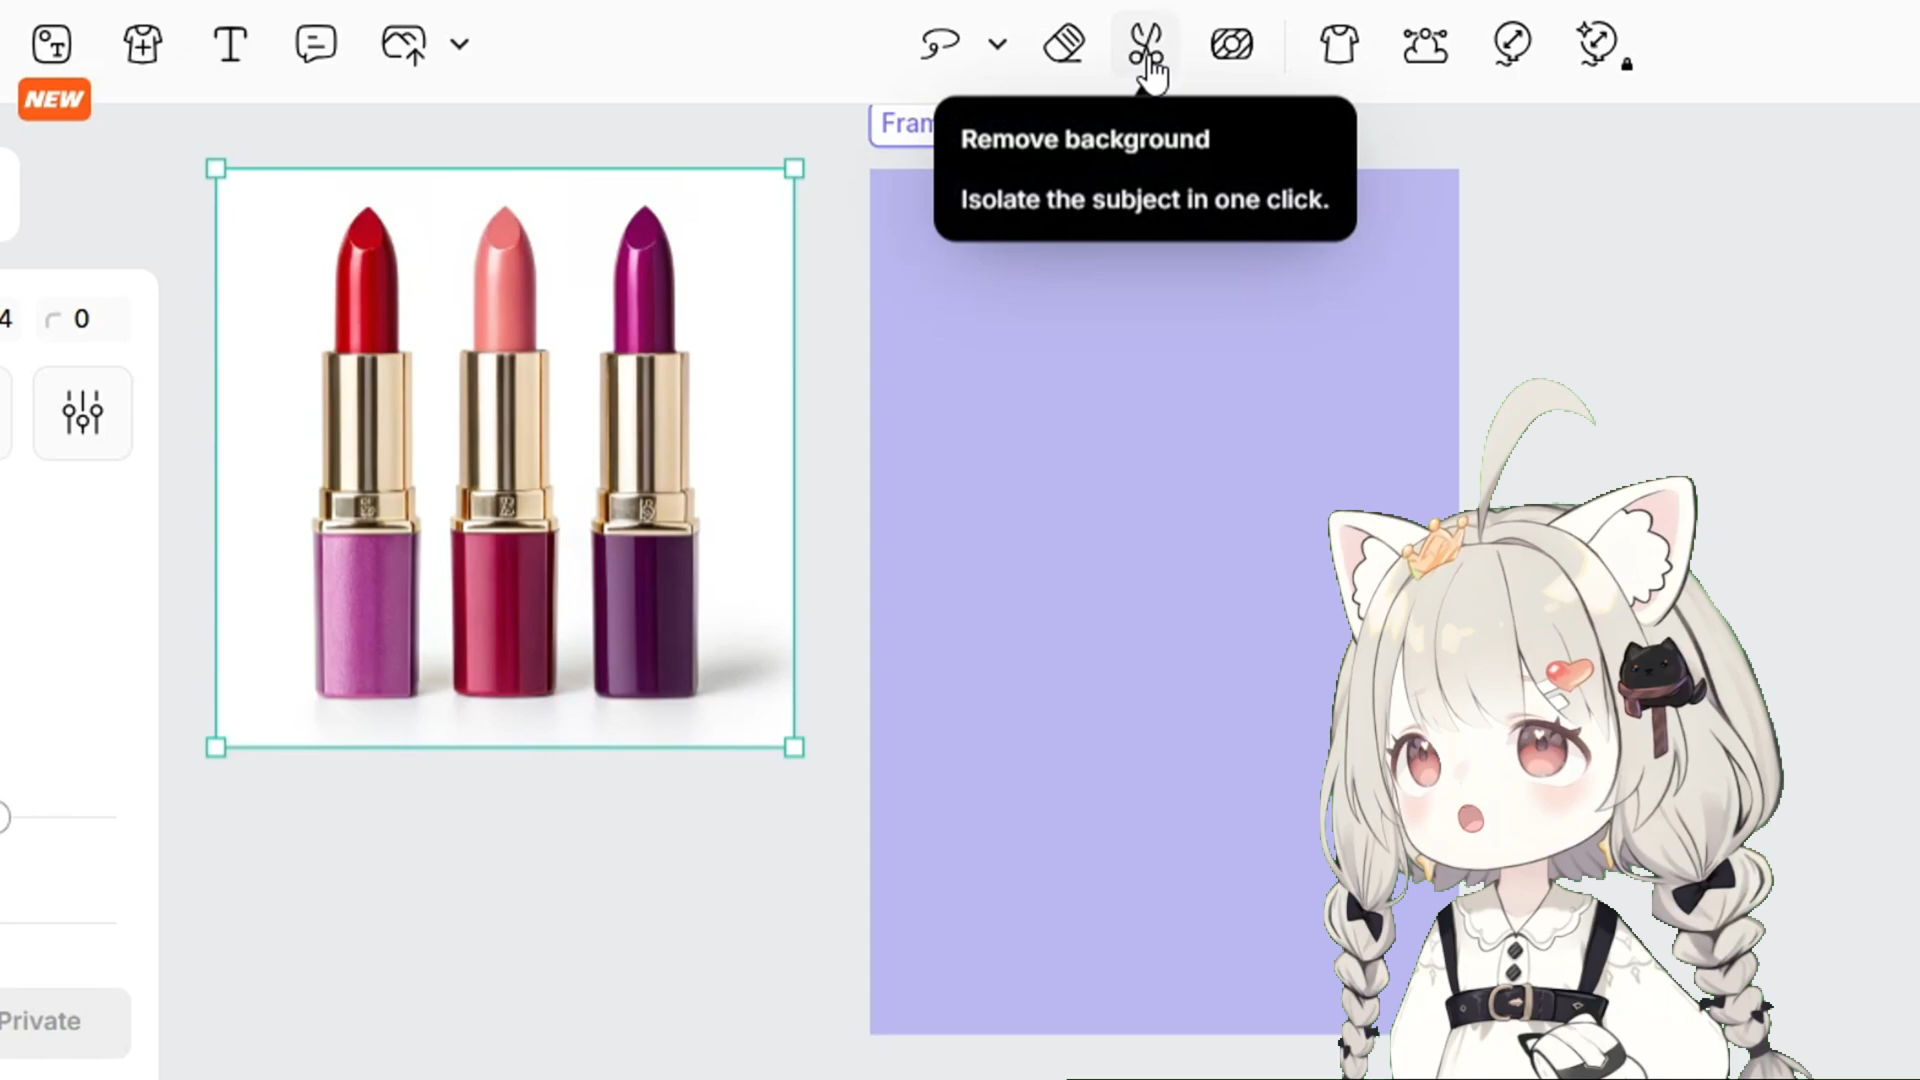 T
NEW
Fram
Remove background
Isolate the subject in one click.
4
0
Private